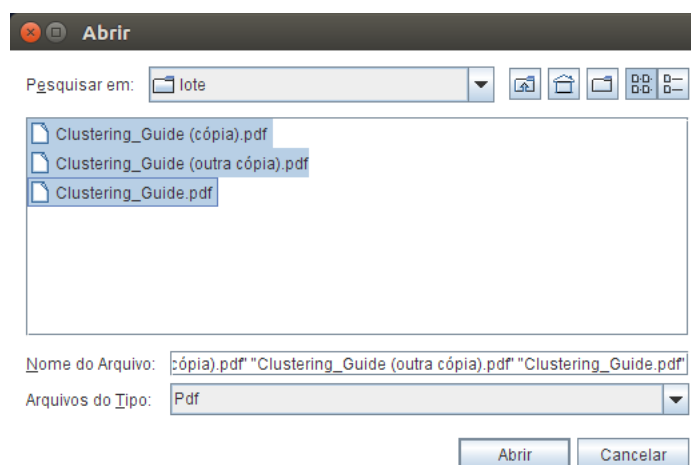 Abrir
Pesquisar em: lote
Clustering_Guide (cópia).pdf
Clustering_Guide (outra cópia).pdf
Clustering_Guide.pdf
Nome do Arquivo: cópia).pdf" "Clustering_Guide (outra cópia).pdf" "Clustering_Guide.pdf"
Arquivos do Tipo: Pdf
Abrir Cancelar